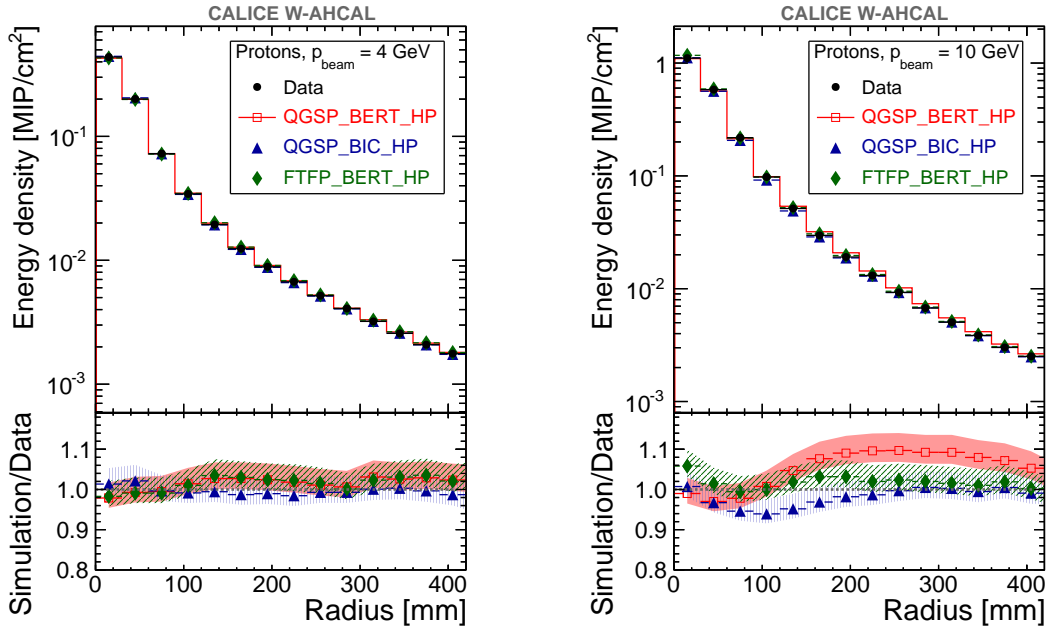 CALICE W-AHCAL
Energy density [MIP/cm²]
Protons, p_beam = 4 GeV
Data
QGSP_BERT_HP
QGSP_BIC_HP
FTFP_BERT_HP
10⁻¹
10⁻²
10⁻³
Simulation/Data
1.1
1.0
0.9
0.8
0 100 200 300 400
Radius [mm]
CALICE W-AHCAL
Energy density [MIP/cm²]
Protons, p_beam = 10 GeV
Data
QGSP_BERT_HP
QGSP_BIC_HP
FTFP_BERT_HP
1
10⁻¹
10⁻²
10⁻³
Simulation/Data
1.1
1.0
0.9
0.8
0 100 200 300 400
Radius [mm]